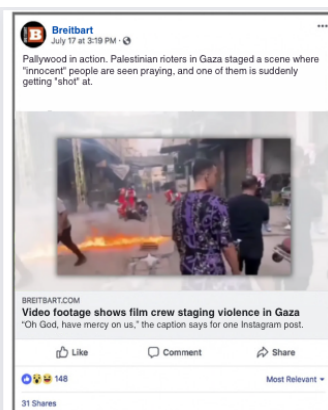 B
Breitbart
July 17 at 3:19 PM ·
Pallywood in action. Palestinian rioters in Gaza staged a scene where
"innocent" people are seen praying, and one of them is suddenly
getting "shot" at.
BREITBART.COM
Video footage shows film crew staging violence in Gaza
"Oh God, have mercy on us," the caption says for one Instagram post.
Like
Comment
Share
148
Most Relevant
31 Shares